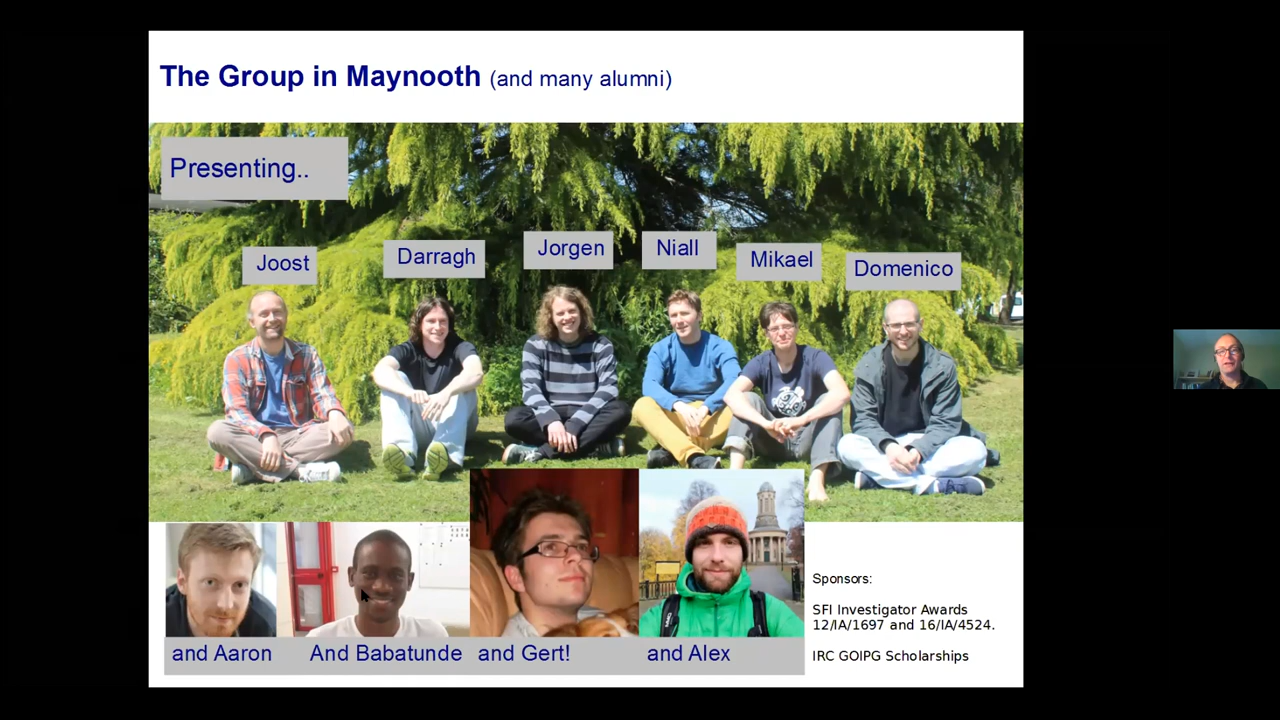 The Group in Maynooth (and many alumni)
Presenting..
Joost
Darragh
Jorgen
Niall
Mikael
Domenico
and Aaron
And Babatunde
and Gert!
and Alex
Sponsors:
SFI Investigator Awards
12/IA/1697 and 16/IA/4524.
IRC GOIPG Scholarships